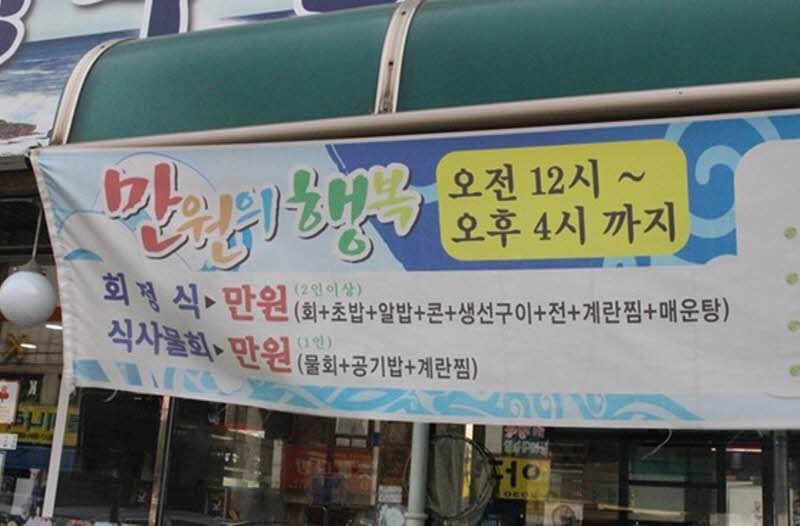 만원의 행복
오전 12시 ~
오후 4시 까지
회 정 식▸만원(2인이상)(회+초밥+알밥+콘+생선구이+전+계란찜+매운탕)
식사물회▸만원(1인)(물회+공기밥+계란찜)